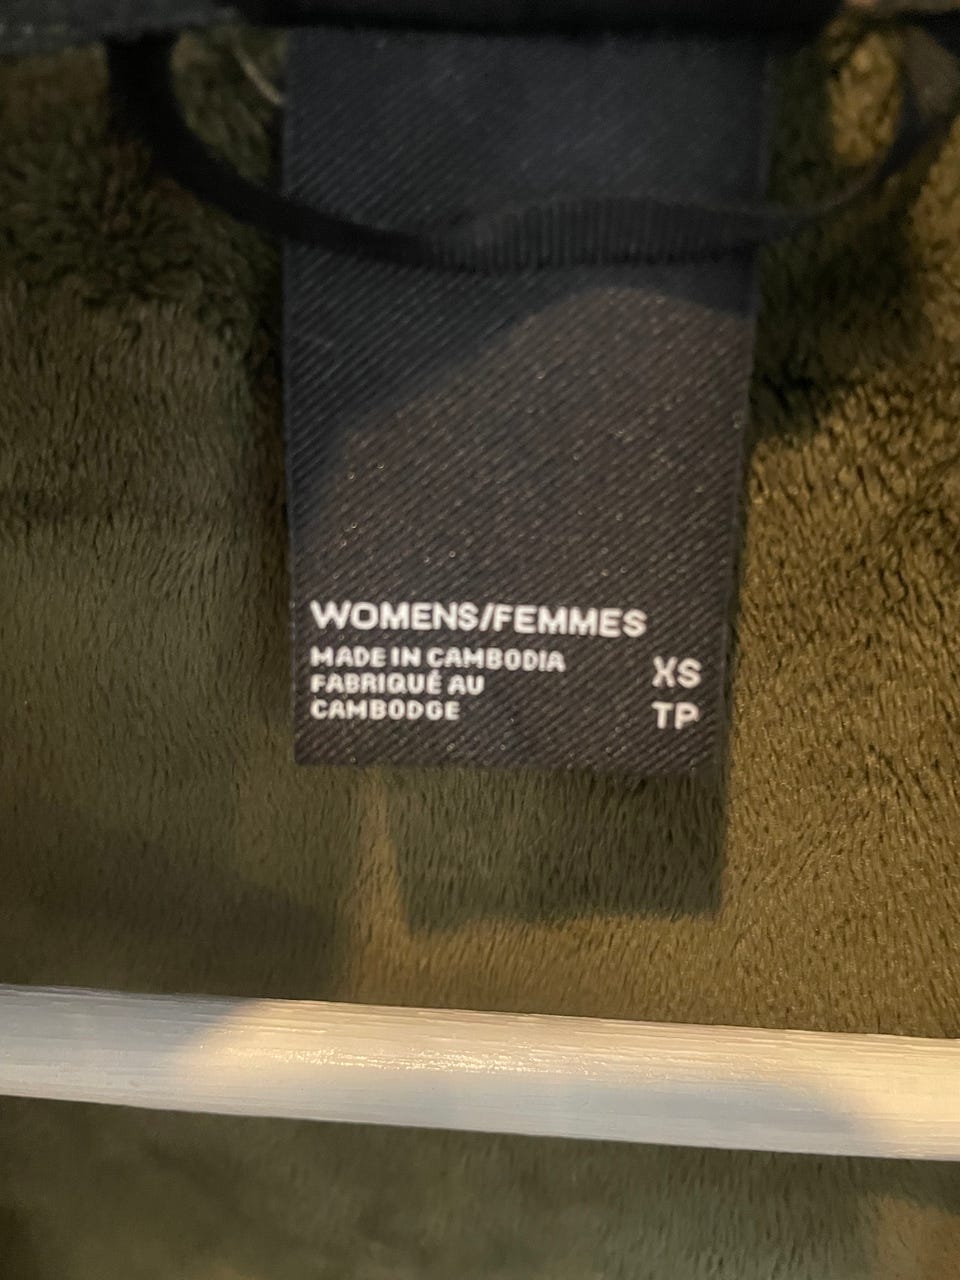 WOMENS/FEMMES
MADE IN CAMBODIA
FABRIQUÉ AU
CAMBODGE
XS
TP